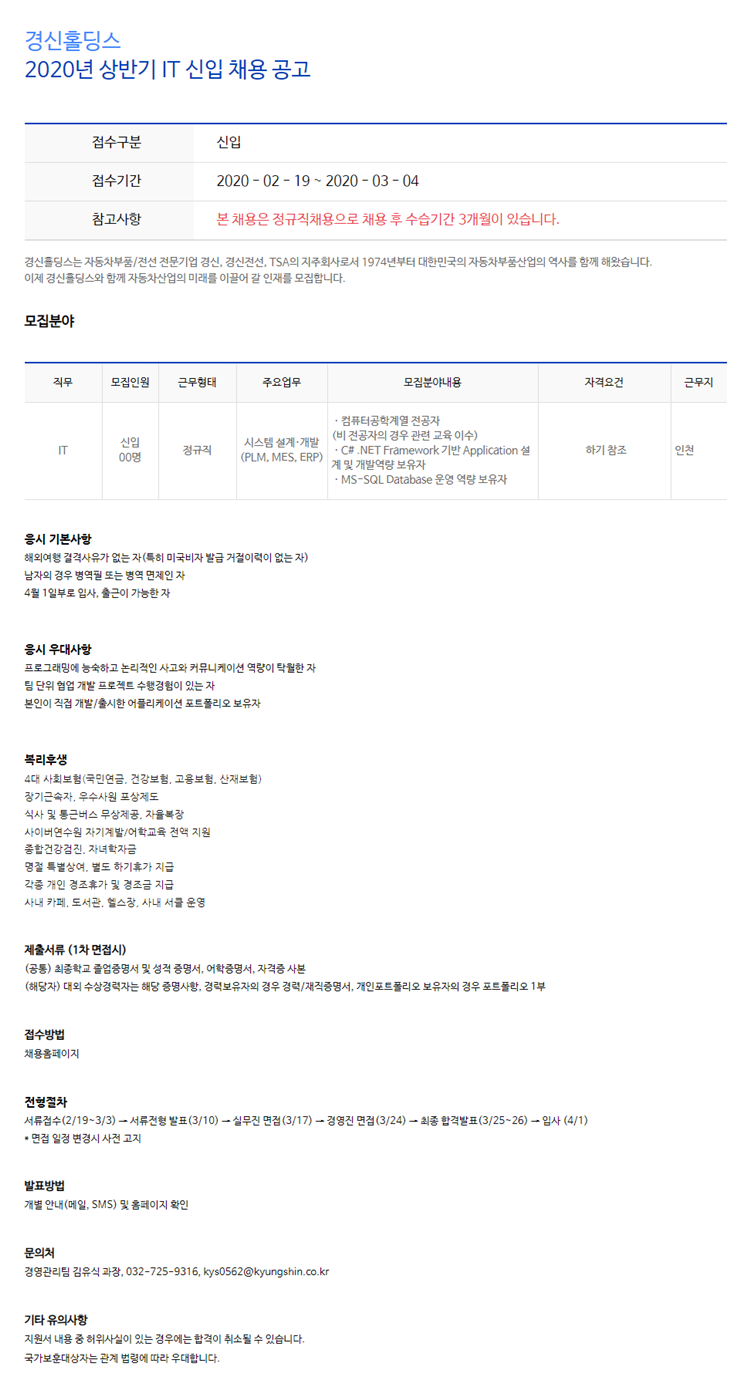 경신홀딩스
2020년 상반기 IT 신입 채용 공고
접수구분 신입
접수기간 2020 - 02 - 19 ~ 2020 - 03 - 04
참고사항 본 채용은 정규직채용으로 채용 후 수습기간 3개월이 있습니다.
경신홀딩스는 자동차부품/전선 전문기업 경신, 경신전선, TSA의 지주회사로서 1974년부터 대한민국의 자동차부품산업의 역사를 함께 해왔습니다.
이제 경신홀딩스와 함께 자동차산업의 미래를 이끌어 갈 인재를 모집합니다.
모집분야
직무 모집인원 근무형태 주요업무 모집분야내용 자격요건 근무지
IT
신입
00명
정규직
시스템 설계·개발
(PLM, MES, ERP)
· 컴퓨터공학계열 전공자
(비 전공자의 경우 관련 교육 이수)
· C# .NET Framework 기반 Application 설
계 및 개발역량 보유자
· MS-SQL Database 운영 역량 보유자
하기 참조
인천
응시 기본사항
해외여행 결격사유가 없는 자(특히 미국비자 발급 거절이력이 없는 자)
남자의 경우 병역필 또는 병역 면제인 자
4월 1일부로 입사, 출근이 가능한 자
응시 우대사항
프로그래밍에 능숙하고 논리적인 사고와 커뮤니케이션 역량이 탁월한 자
팀 단위 협업 개발 프로젝트 수행경험이 있는 자
본인이 직접 개발/출시한 어플리케이션 포트폴리오 보유자
복리후생
4대 사회보험(국민연금, 건강보험, 고용보험, 산재보험)
장기근속자, 우수사원 포상제도
식사 및 통근버스 무상제공, 자율복장
사이버연수원 자기계발/어학교육 전액 지원
종합건강검진, 자녀학자금
명절 특별상여, 별도 하기휴가 지급
각종 개인 경조휴가 및 경조금 지급
사내 카페, 도서관, 헬스장, 사내 서클 운영
제출서류 (1차 면접시)
(공통) 최종학교 졸업증명서 및 성적 증명서, 어학증명서, 자격증 사본
(해당자) 대외 수상경력자는 해당 증명사항, 경력보유자의 경우 경력/재직증명서, 개인포트폴리오 보유자의 경우 포트폴리오 1부
접수방법
채용홈페이지
전형절차
서류접수(2/19~3/3) → 서류전형 발표(3/10) → 실무진 면접(3/17) → 경영진 면접(3/24) → 최종 합격발표(3/25~26) → 입사 (4/1)
* 면접 일정 변경시 사전 고지
발표방법
개별 안내(메일, SMS) 및 홈페이지 확인
문의처
경영관리팀 김유식 과장, 032-725-9316, kys0562@kyungshin.co.kr
기타 유의사항
지원서 내용 중 허위사실이 있는 경우에는 합격이 취소될 수 있습니다.
국가보훈대상자는 관계 법령에 따라 우대합니다.